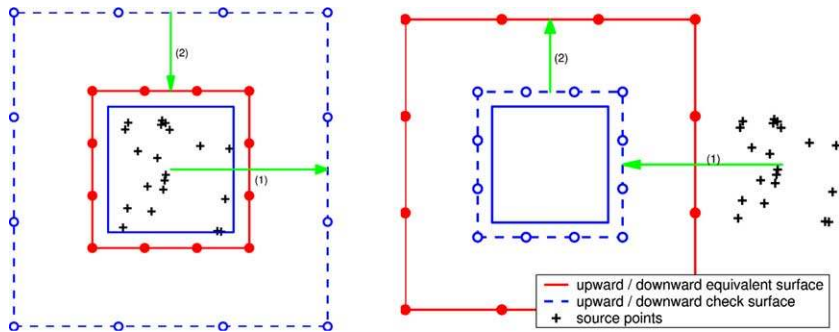 (2)
(1)
(2)
(1)
upward / downward equivalent surface
upward / downward check surface
source points